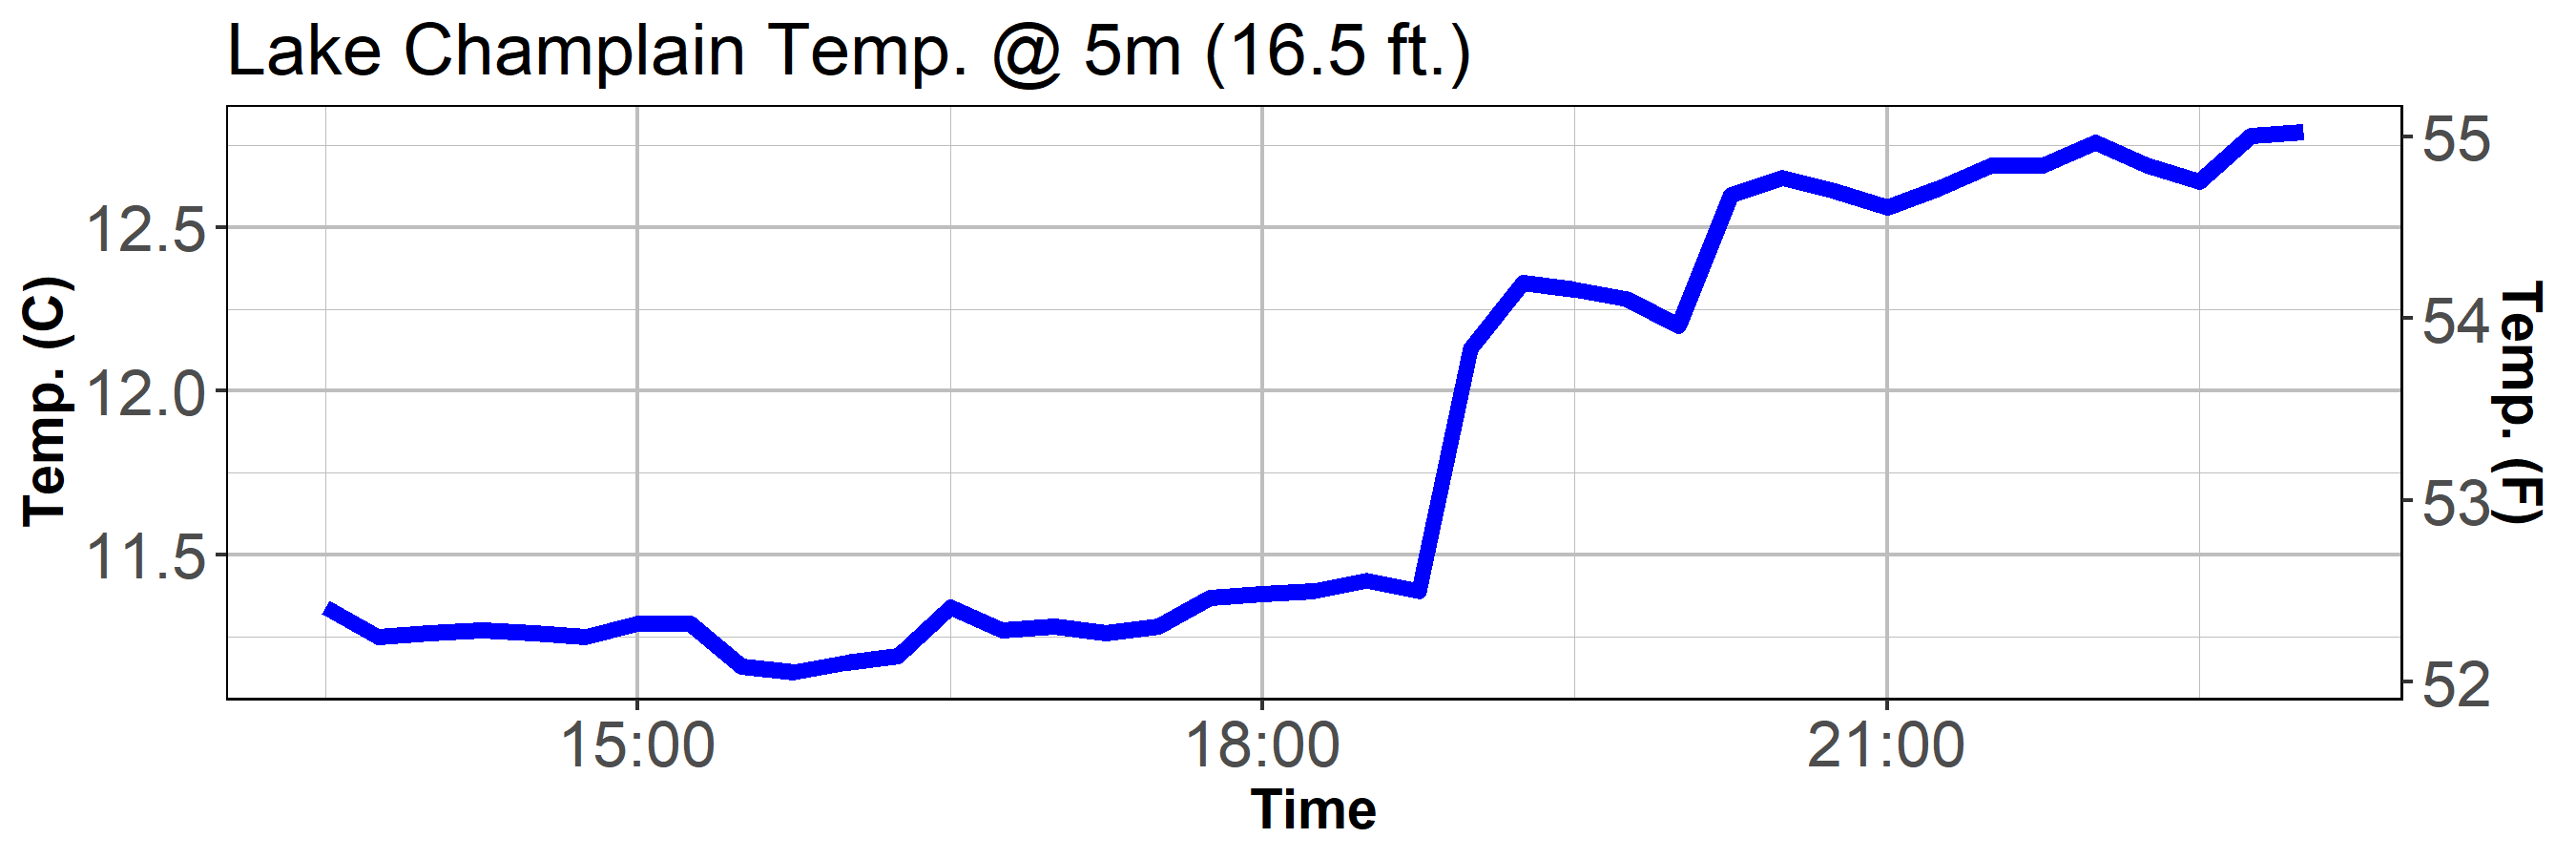 Lake Champlain Temp. @ 5m (16.5 ft.)
Temp. (C)
12.5
12.0
11.5
55
54
53
52
Temp. (F)
15:00
18:00
21:00
Time